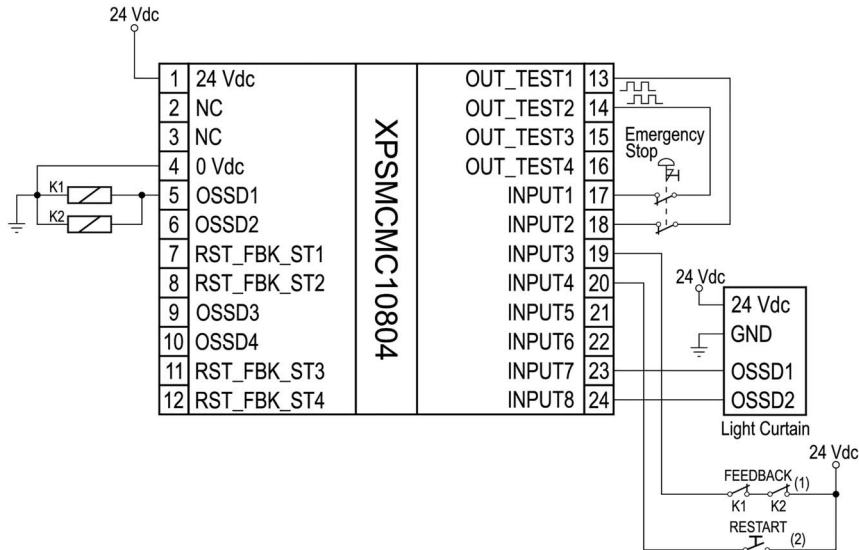 24 Vdc
1 24 Vdc
2 NC
3 NC
4 0 Vdc
5 OSSD1
6 OSSD2
7 RST_FBK_ST1
8 RST_FBK_ST2
9 OSSD3
10 OSSD4
11 RST_FBK_ST3
12 RST_FBK_ST4
K1
K2
XPSMCMC10804
OUT_TEST1 13
OUT_TEST2 14
OUT_TEST3 15
OUT_TEST4 16
INPUT1 17
INPUT2 18
INPUT3 19
INPUT4 20
INPUT5 21
INPUT6 22
INPUT7 23
INPUT8 24
Emergency
Stop
24 Vdc
24 Vdc
GND
OSSD1
OSSD2
Light Curtain
24 Vdc
FEEDBACK (1)
K1 K2
RESTART (2)